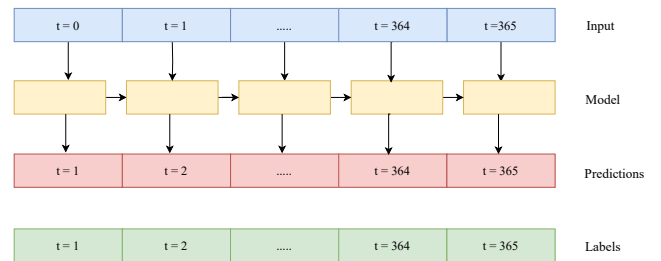 t = 0 t = 1 ..... t = 364 t =365 Input
Model
t = 1 t = 2 ..... t = 364 t = 365 Predictions
t = 1 t = 2 ..... t = 364 t = 365 Labels